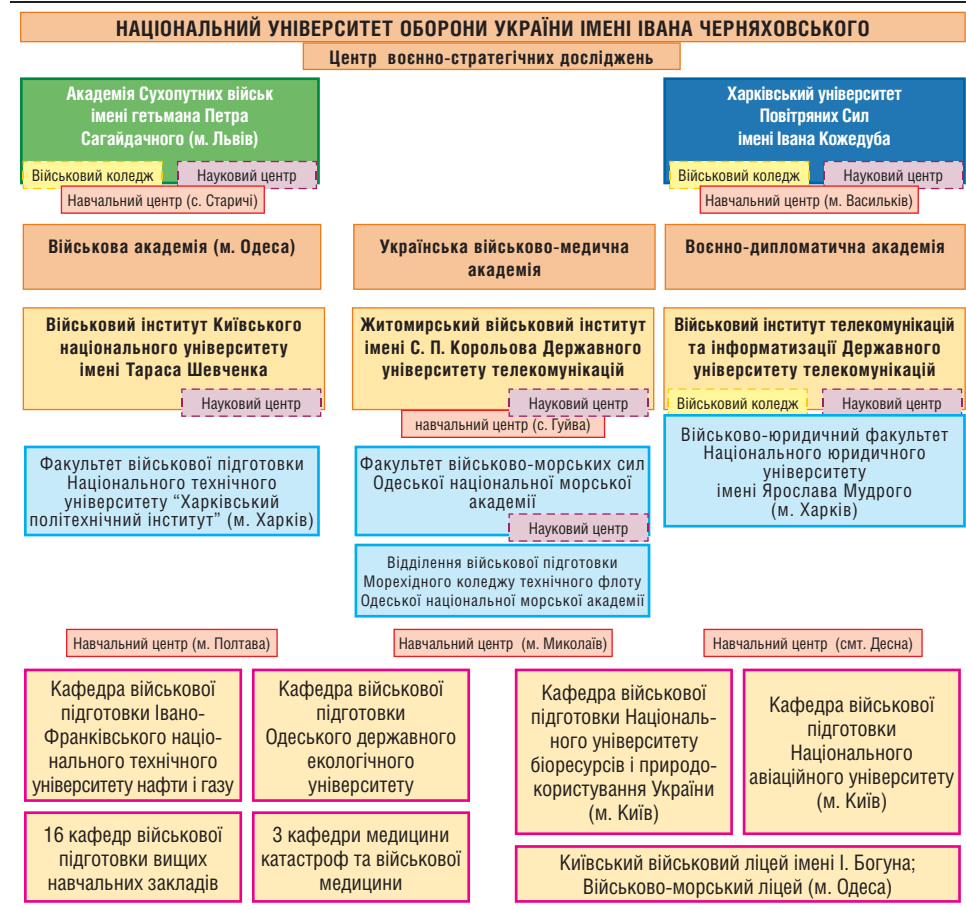 НАЦІОНАЛЬНИЙ УНІВЕРСИТЕТ ОБОРОНИ УКРАЇНИ ІМЕНІ ІВАНА ЧЕРНЯХОВСЬКОГО
Центр воєнно-стратегічних досліджень
Академія Сухопутних військ
імені гетьмана Петра
Сагайдачного (м. Львів)
Військовий коледж
Науковий центр
Навчальний центр (с. Старичі)
Харківський університет
Повітряних Сил
імені Івана Кожедуба
Військовий коледж
Науковий центр
Навчальний центр (м. Васильків)
Військова академія (м. Одеса)
Українська військово-медична
академія
Воєнно-дипломатична академія
Військовий інститут Київського
національного університету
імені Тараса Шевченка
Науковий центр
Житомирський військовий інститут
імені С. П. Корольова Державного
університету телекомунікацій
Науковий центр
навчальний центр (с. Гуйва)
Військовий інститут телекомунікацій
та інформатизації Державного
університету телекомунікацій
Військовий коледж
Науковий центр
Факультет військової підготовки
Національного технічного
університету “Харківський
політехнічний інститут” (м. Харків)
Факультет військово-морських сил
Одеської національної морської
академії
Науковий центр
Військово-юридичний факультет
Національного юридичного
університету
імені Ярослава Мудрого
(м. Харків)
Відділення військової підготовки
Морехідного коледжу технічного флоту
Одеської національної морської академії
Навчальний центр (м. Полтава)
Навчальний центр (м. Миколаїв)
Навчальний центр (смт. Десна)
Кафедра військової
підготовки Івано-
Франківського націо-
нального технічного
університету нафти і газу
Кафедра військової
підготовки
Одеського державного
екологічного
університету
Кафедра військової
підготовки Національ-
ного університету
біоресурсів і природо-
користування України
(м. Київ)
Кафедра військової
підготовки
Національного
авіаційного університету
(м. Київ)
16 кафедр військової
підготовки вищих
навчальних закладів
3 кафедри медицини
катастроф та військової
медицини
Київський військовий ліцей імені І. Богуна;
Військово-морський ліцей (м. Одеса)